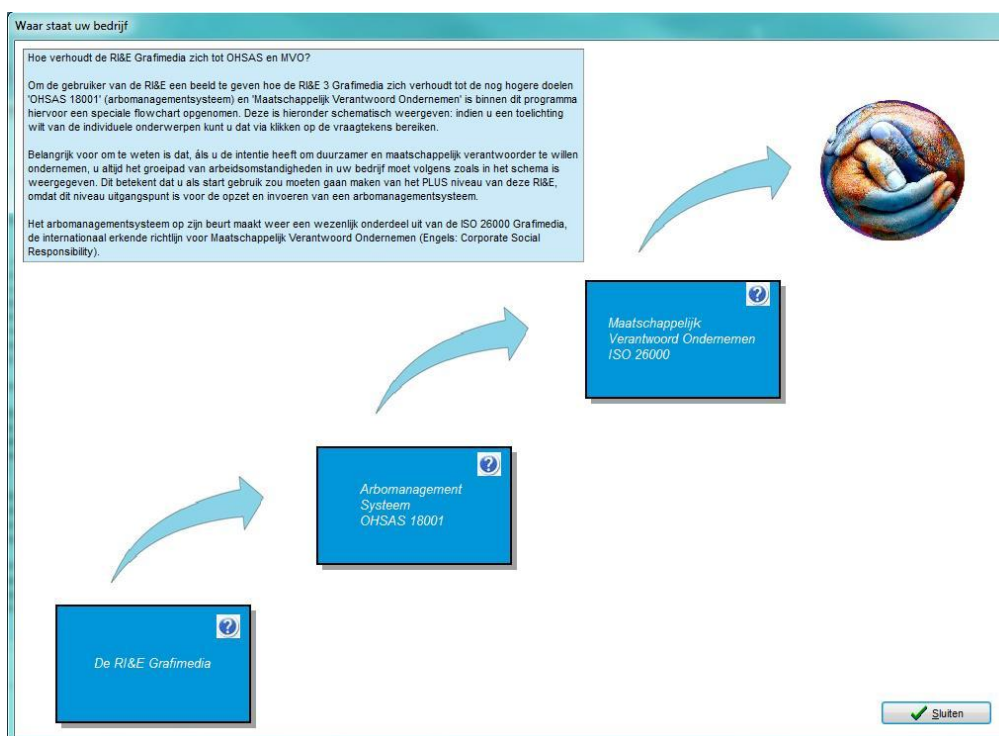 Waar staat uw bedrijf
Hoe verhoudt de RI&E Grafimedia zich tot OHSAS en MVO?
Om de gebruiker van de RI&E een beeld te geven hoe de RI&E 3 Grafimedia zich verhoudt tot de nog hogere doelen
'OHSAS 18001' (arbomanagementsysteem) en 'Maatschappelijk Verantwoord Ondernemen' is binnen dit programma
hiervoor een speciale flowchart opgenomen. Deze is hieronder schematisch weergeven: indien u een toelichting
wilt van de individuele onderwerpen kunt u dat via klikken op de vraagtekens bereiken.
Belangrijk voor om te weten is dat, áls u de intentie heeft om duurzamer en maatschappelijk verantwoorder te willen
ondernemen, u altijd het groeipad van arbeidsomstandigheden in uw bedrijf moet volgens zoals in het schema is
weergegeven. Dit betekent dat u als start gebruik zou moeten gaan maken van het PLUS niveau van deze RI&E,
omdat dit niveau uitgangspunt is voor de opzet en invoeren van een arbomanagementsysteem.
Het arbomanagementsysteem op zijn beurt maakt weer een wezenlijk onderdeel uit van de ISO 26000 Grafimedia,
de internationaal erkende richtlijn voor Maatschappelijk Verantwoord Ondernemen (Engels: Corporate Social
Responsibility).
?
Maatschappelijk
Verantwoord Ondernemen
ISO 26000
?
Arbomanagement
Systeem
OHSAS 18001
?
De RI&E Grafimedia
Sluiten